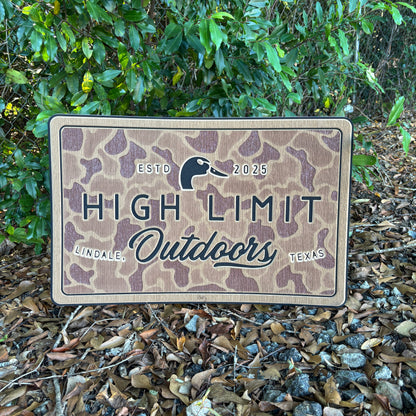 ESTD 2025
HIGH LIMIT
Outdoors
LINDALE, TEXAS